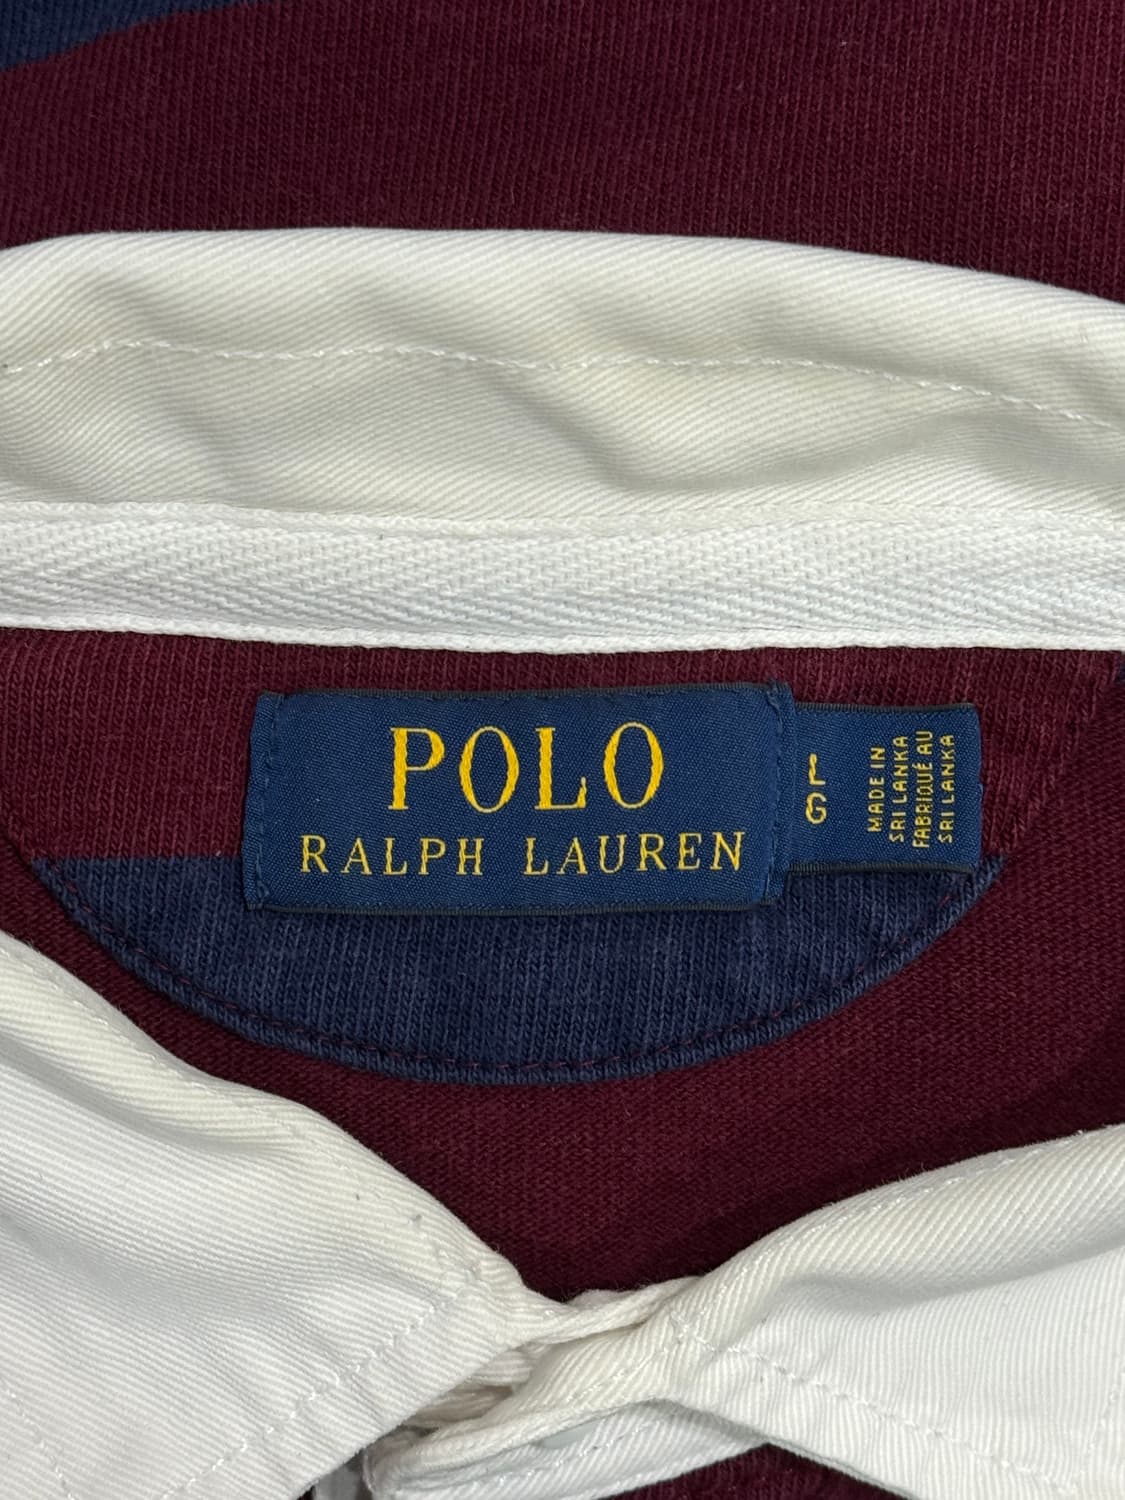 POLO
RALPH LAUREN
L
G
MADE IN
SRI LANKA
FABRIQUÉ AU
SRI LANKA